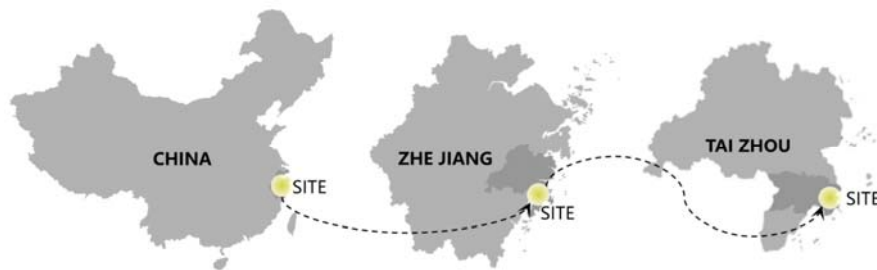 CHINA
SITE
ZHE JIANG
SITE
TAI ZHOU
SITE